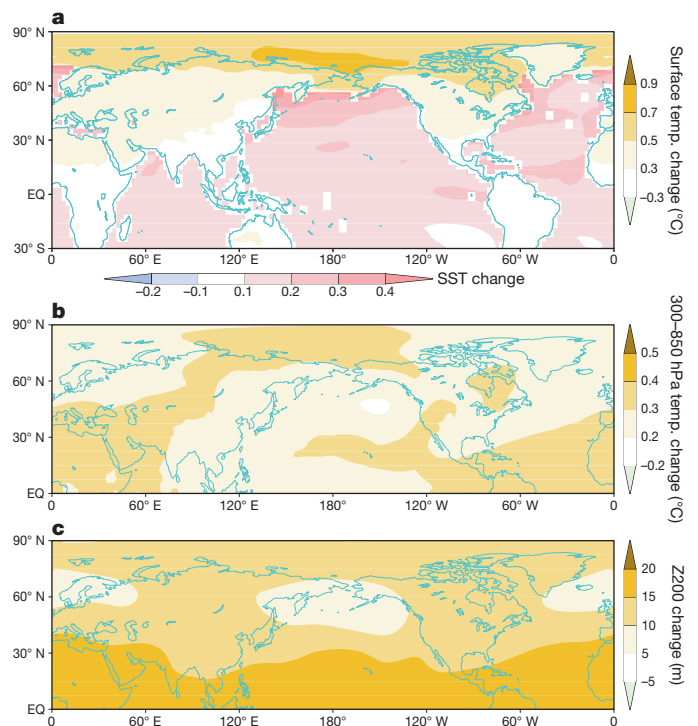 a
90° N
60° N
30° N
EQ
30° S
0
60° E
120° E
180°
120° W
60° W
0
0.9
0.7
0.5
0.3
–0.3
Surface temp. change (°C)
–0.2
–0.1
0.1
0.2
0.3
0.4
SST change
b
90° N
60° N
30° N
EQ
0
60° E
120° E
180°
120° W
60° W
0
0.5
0.4
0.3
0.2
–0.2
300–850 hPa temp. change (°C)
c
90° N
60° N
30° N
EQ
0
60° E
120° E
180°
120° W
60° W
0
20
15
10
5
–5
Z200 change (m)